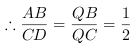 ∴ AB/CD = QB/QC = 1/2